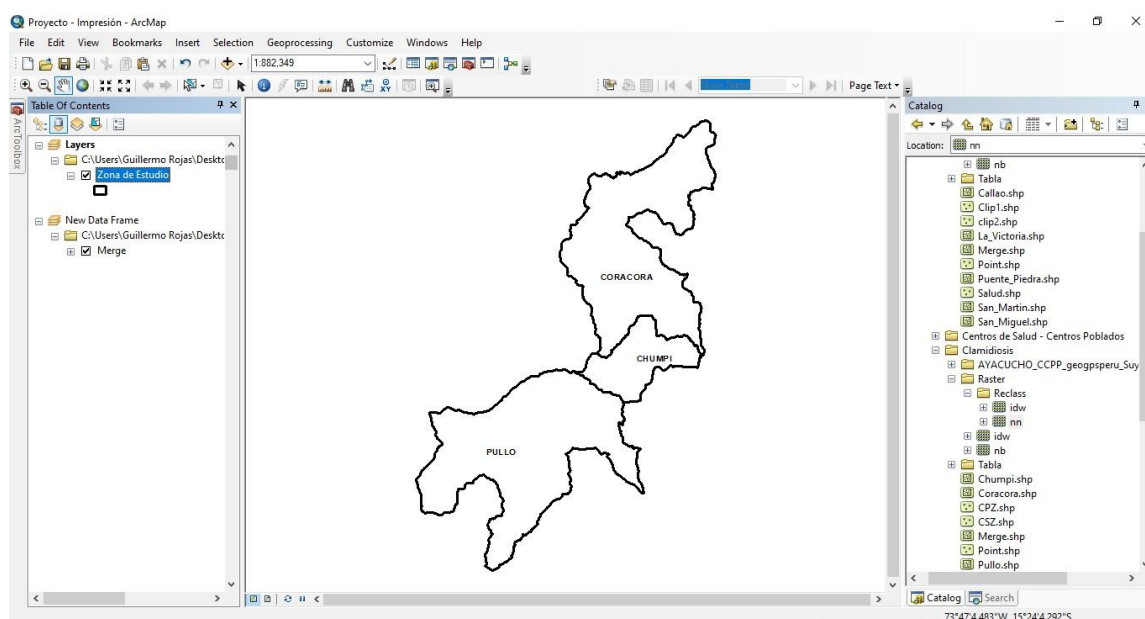 Proyecto - Impresión - ArcMap
File Edit View Bookmarks Insert Selection Geoprocessing Customize Windows Help
1:882,349
Page Text
Table Of Contents
ArcToolbox
Layers
C:\Users\Guillermo Rojas\Deskto
Zona de Estudio
New Data Frame
C:\Users\Guillermo Rojas\Deskto
Merge
CORACORA
CHUMPI
PULLO
Catalog
Location: nn
nb
Tabla
Callao.shp
Clip1.shp
clip2.shp
La_Victoria.shp
Merge.shp
Point.shp
Puente_Piedra.shp
Salud.shp
San_Martin.shp
San_Miguel.shp
Centros de Salud - Centros Poblados
Clamidiosis
AYACUCHO_CCPP_geogpsperu_Suy
Raster
Reclass
idw
nn
idw
nb
Tabla
Chumpi.shp
Coracora.shp
CPZ.shp
CSZ.shp
Merge.shp
Point.shp
Pullo.shp
Catalog Search
73°47'4.483"W 15°24'4.292"S